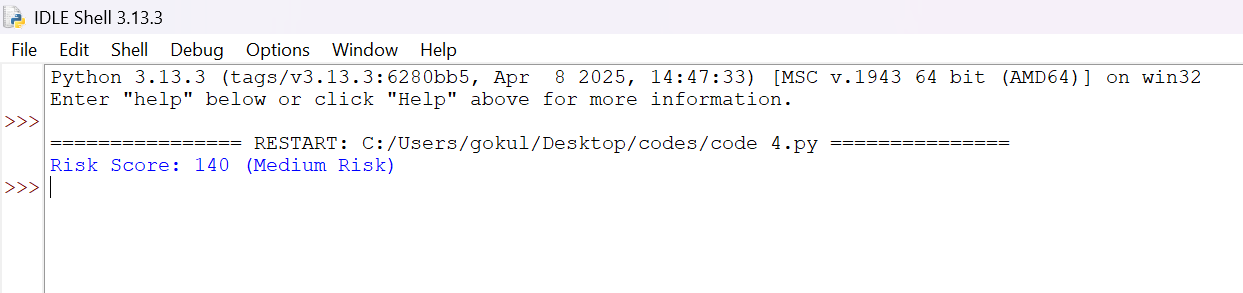 IDLE Shell 3.13.3
File Edit Shell Debug Options Window Help
Python 3.13.3 (tags/v3.13.3:6280bb5, Apr  8 2025, 14:47:33) [MSC v.1943 64 bit (AMD64)] on win32
Enter "help" below or click "Help" above for more information.
>>>
================ RESTART: C:/Users/gokul/Desktop/codes/code 4.py ===============
Risk Score: 140 (Medium Risk)
>>>